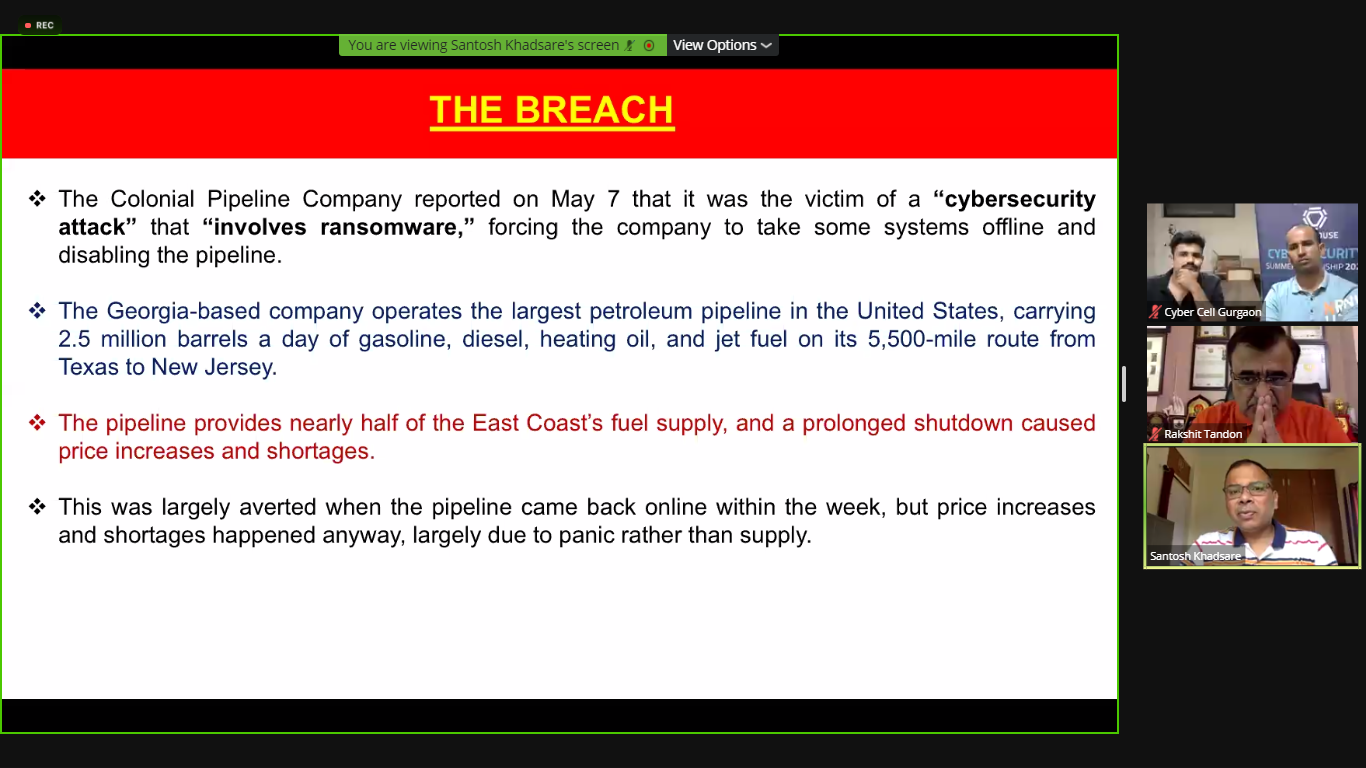 REC
You are viewing Santosh Khadsare's screen
View Options
THE BREACH
❖ The Colonial Pipeline Company reported on May 7 that it was the victim of a “cybersecurity
attack” that “involves ransomware,” forcing the company to take some systems offline and
disabling the pipeline.
❖ The Georgia-based company operates the largest petroleum pipeline in the United States, carrying
2.5 million barrels a day of gasoline, diesel, heating oil, and jet fuel on its 5,500-mile route from
Texas to New Jersey.
❖ The pipeline provides nearly half of the East Coast’s fuel supply, and a prolonged shutdown caused
price increases and shortages.
❖ This was largely averted when the pipeline came back online within the week, but price increases
and shortages happened anyway, largely due to panic rather than supply.
Cyber Cell Gurgaon
Rakshit Tandon
Santosh Khadsare